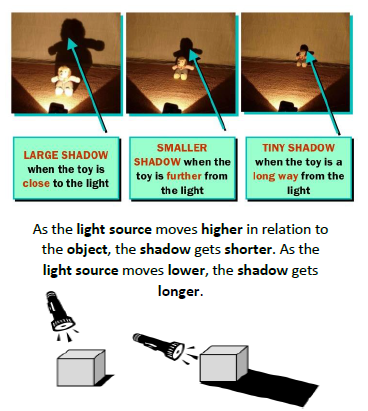 LARGE SHADOW
when the toy is
close to the light
SMALLER
SHADOW when the
toy is further from
the light
TINY SHADOW
when the toy is a
long way from the
light
As the light source moves higher in relation to
the object, the shadow gets shorter. As the
light source moves lower, the shadow gets
longer.